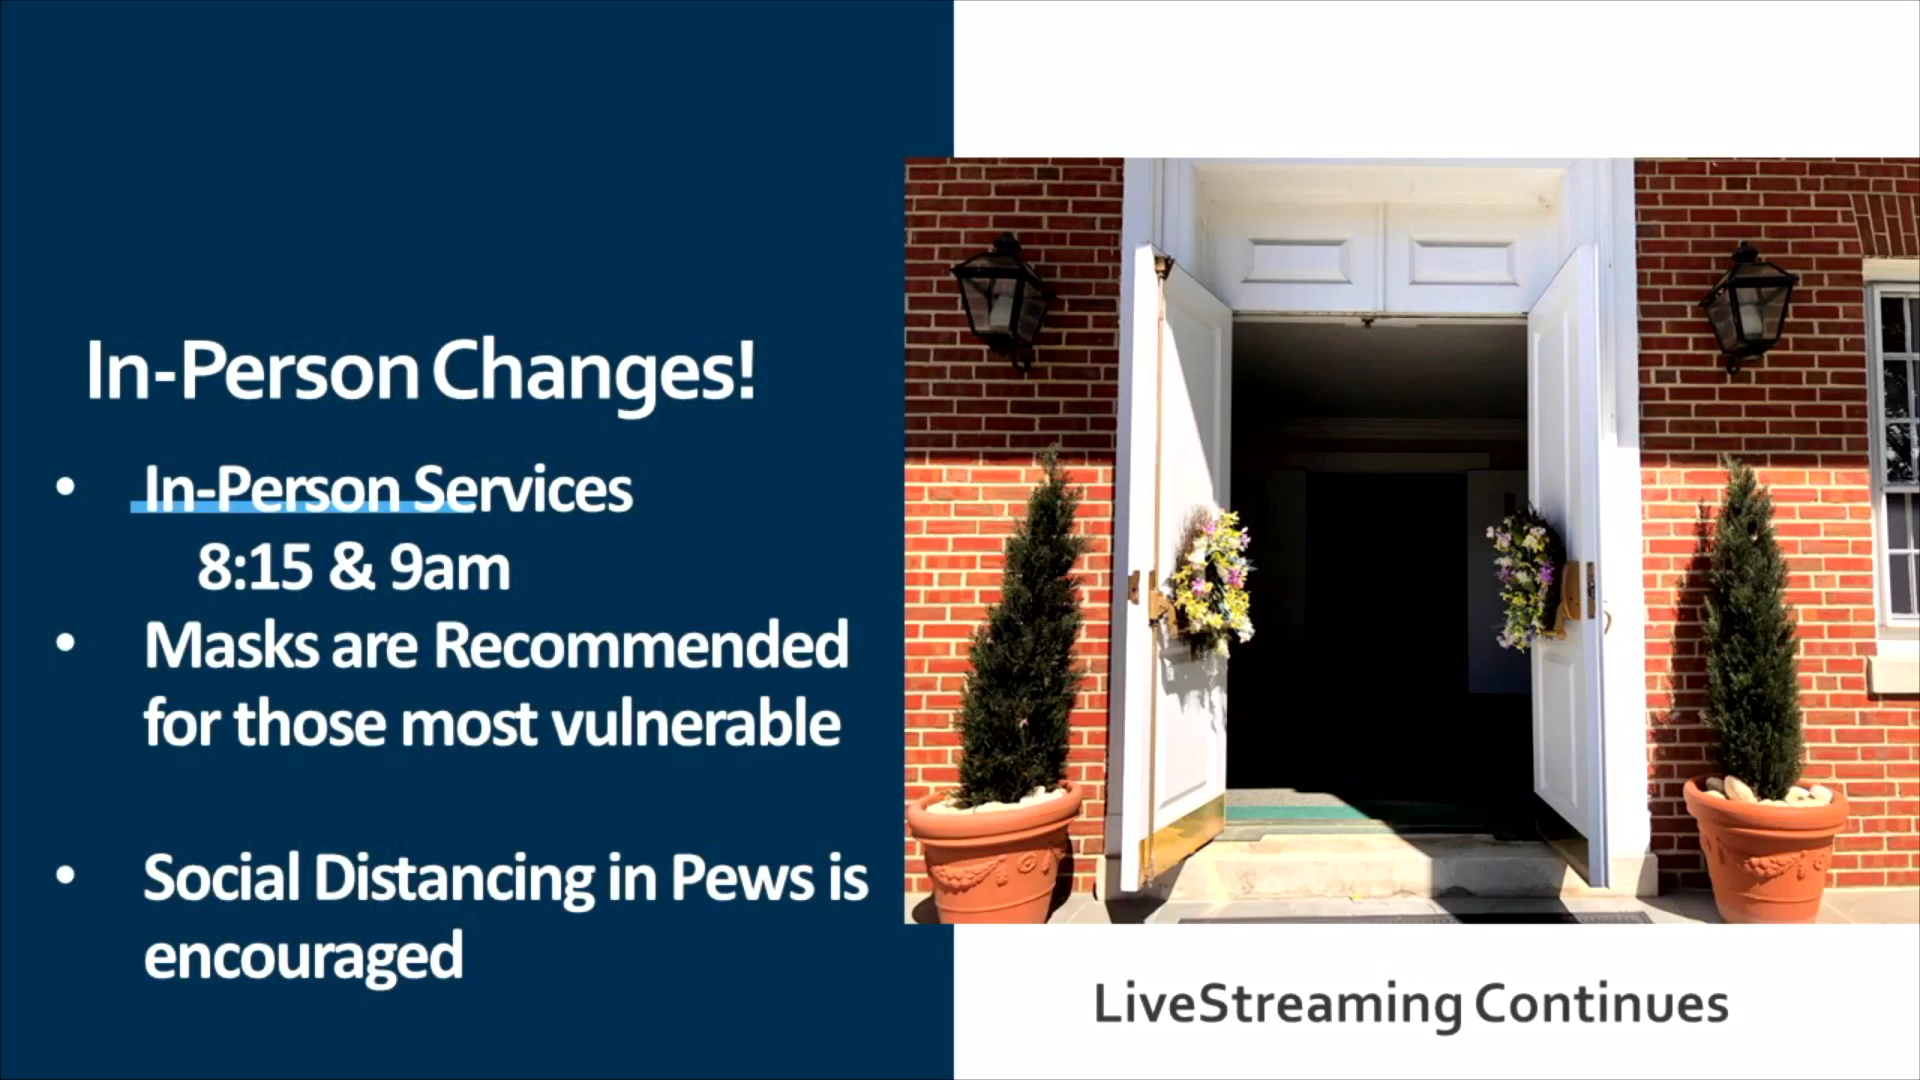 In-Person Changes!
• In-Person Services
8:15 & 9am
• Masks are Recommended
for those most vulnerable
• Social Distancing in Pews is
encouraged
LiveStreaming Continues